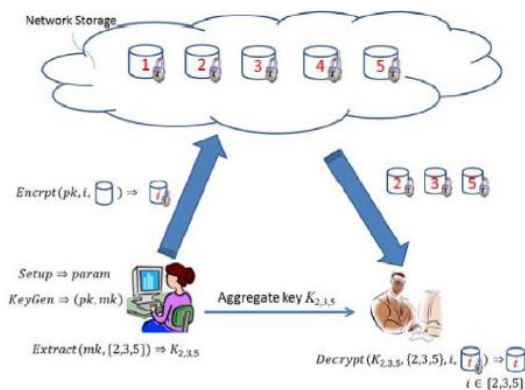 Network Storage
1 2 3 4 5
Encrpt(pk, i, ) ⇒ i
2 3 5
Setup ⇒ param
KeyGen ⇒ (pk, mk)
Aggregate key K₂,₃,₅
Extract(mk, {2,3,5}) ⇒ K₂,₃,₅
Decrypt(K₂,₃,₅, {2,3,5}, i, i ) ⇒ i
i ∈ {2,3,5}